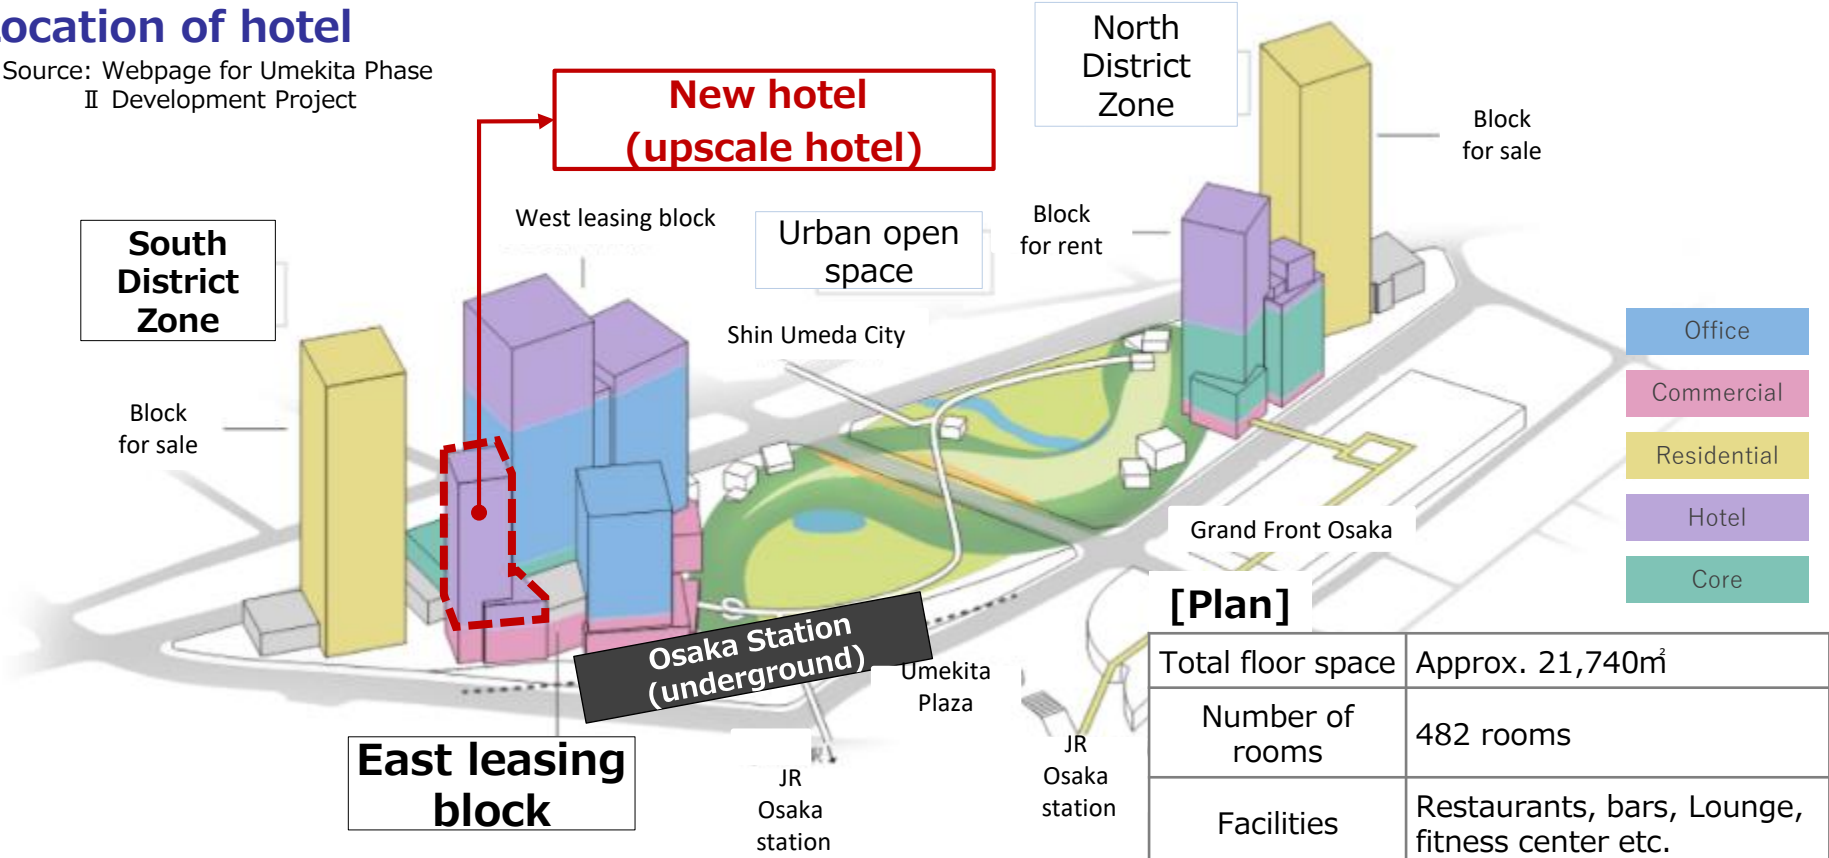 ocation of hotel
Source: Webpage for Umekita Phase
Ⅱ Development Project
New hotel
(upscale hotel)
North
District
Zone
Block
for sale
West leasing block
Urban open
space
Block
for rent
South
District
Zone
Shin Umeda City
Office
Commercial
Residential
Hotel
Core
Block
for sale
Grand Front Osaka
Osaka Station
(underground)
Umekita
Plaza
East leasing
block
JR
Osaka
station
JR
Osaka
station
[Plan]
Total floor space Approx. 21,740㎡
Number of
rooms
482 rooms
Facilities
Restaurants, bars, Lounge,
fitness center etc.